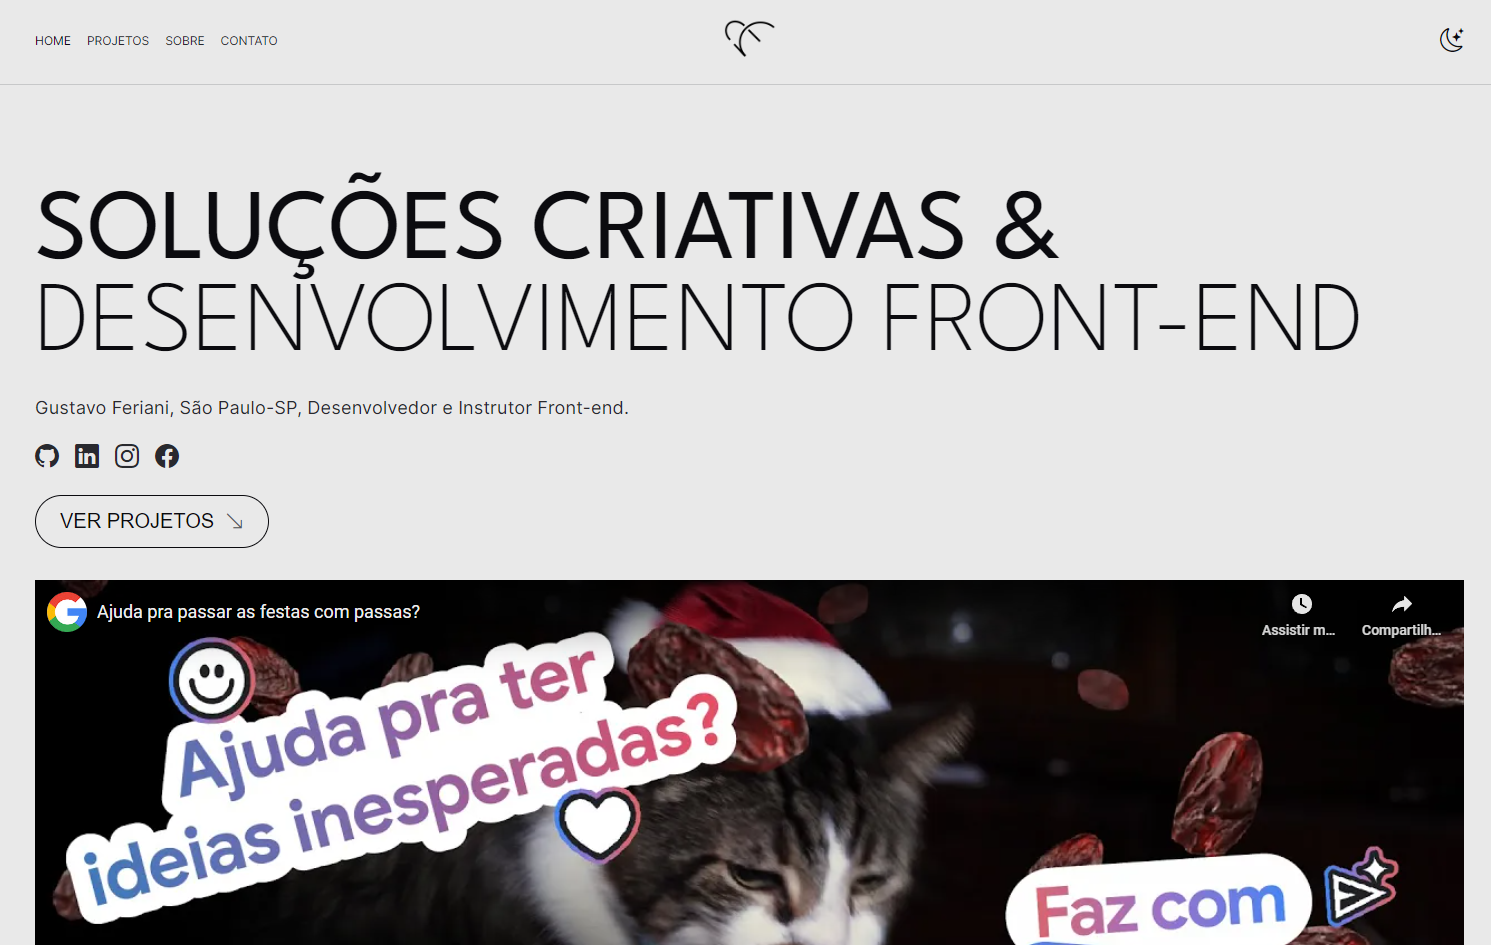 HOME PROJETOS SOBRE CONTATO
SOLUÇÕES CRIATIVAS &
DESENVOLVIMENTO FRONT-END
Gustavo Feriani, São Paulo-SP, Desenvolvedor e Instrutor Front-end.
VER PROJETOS
Ajuda pra passar as festas com passas?
Assistir m...
Compartilh...
Ajuda pra ter
ideias inesperadas?
Faz com